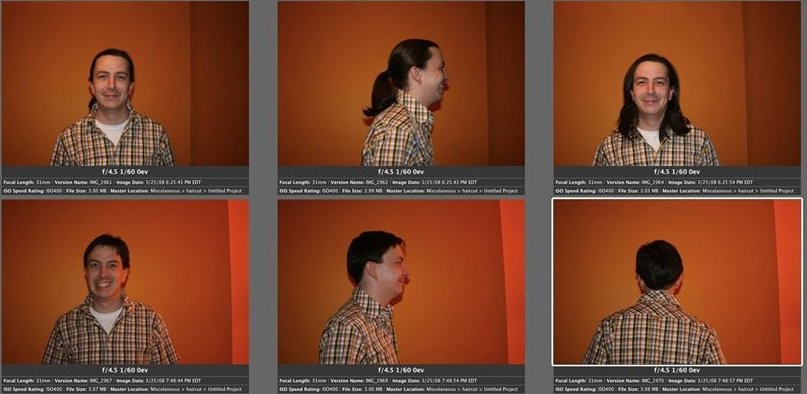 f/4.5 1/60 0ev
Focal Length: 31mm Version Name: IMG_2961 Image Date: 3/25/08 6:25:41 PM EDT
ISO Speed Rating: ISO400 File Size: 3.00 MB Master Location: Miscelaneous > haircut > Untitled Project
f/4.5 1/60 0ev
Focal Length: 31mm Version Name: IMG_2962 Image Date: 3/25/08 6:25:43 PM EDT
ISO Speed Rating: ISO400 File Size: 2.99 MB Master Location: Miscelaneous > haircut > Untitled Project
f/4.5 1/60 0ev
Focal Length: 31mm Version Name: IMG_2964 Image Date: 3/25/08 6:25:54 PM EDT
ISO Speed Rating: ISO400 File Size: 3.03 MB Master Location: Miscelaneous > haircut > Untitled Project
f/4.5 1/60 0ev
Focal Length: 31mm Version Name: IMG_2967 Image Date: 3/25/08 7:48:44 PM EDT
ISO Speed Rating: ISO400 File Size: 3.07 MB Master Location: Miscelaneous > haircut > Untitled Project
f/4.5 1/60 0ev
Focal Length: 31mm Version Name: IMG_2969 Image Date: 3/25/08 7:48:54 PM EDT
ISO Speed Rating: ISO400 File Size: 3.00 MB Master Location: Miscelaneous > haircut > Untitled Project
f/4.5 1/60 0ev
Focal Length: 31mm Version Name: IMG_2970 Image Date: 3/25/08 7:48:57 PM EDT
ISO Speed Rating: ISO400 File Size: 3.08 MB Master Location: Miscelaneous > haircut > Untitled Project